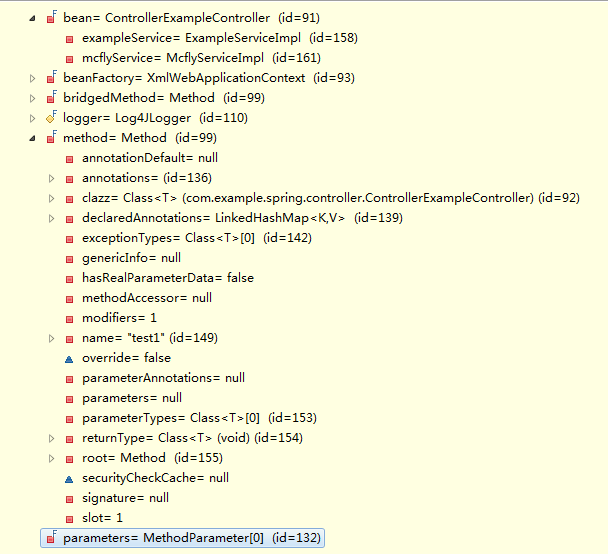 bean= ControllerExampleController (id=91)
exampleService= ExampleServiceImpl (id=158)
mcflyService= McflyServiceImpl (id=161)
beanFactory= XmlWebApplicationContext (id=93)
bridgedMethod= Method (id=99)
logger= Log4JLogger (id=110)
method= Method (id=99)
annotationDefault= null
annotations= (id=136)
clazz= Class<T> (com.example.spring.controller.ControllerExampleController) (id=92)
declaredAnnotations= LinkedHashMap<K,V> (id=139)
exceptionTypes= Class<T>[0] (id=142)
genericInfo= null
hasRealParameterData= false
methodAccessor= null
modifiers= 1
name= "test1" (id=149)
override= false
parameterAnnotations= null
parameters= null
parameterTypes= Class<T>[0] (id=153)
returnType= Class<T> (void) (id=154)
root= Method (id=155)
securityCheckCache= null
signature= null
slot= 1
parameters= MethodParameter[0] (id=132)